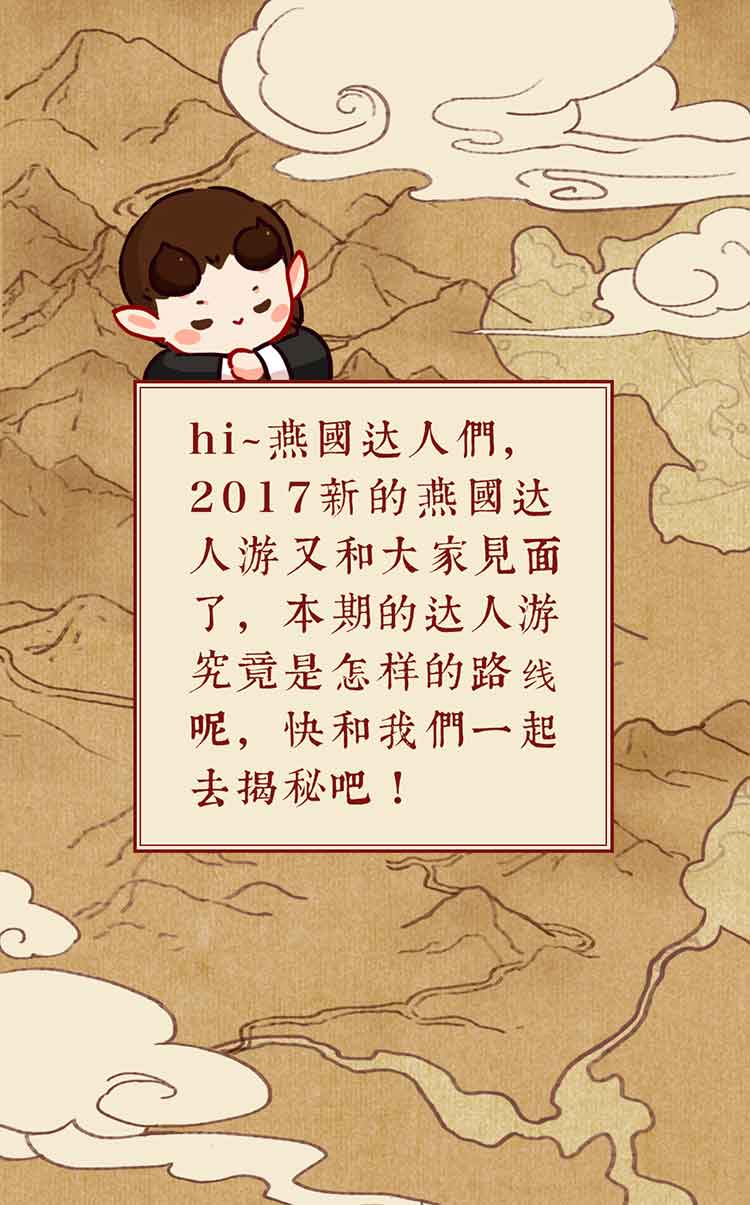 hi~燕國达人們，
2017新的燕國达
人游又和大家見面
了，本期的达人游
究竟是怎样的路线
呢，快和我們一起
去揭秘吧！